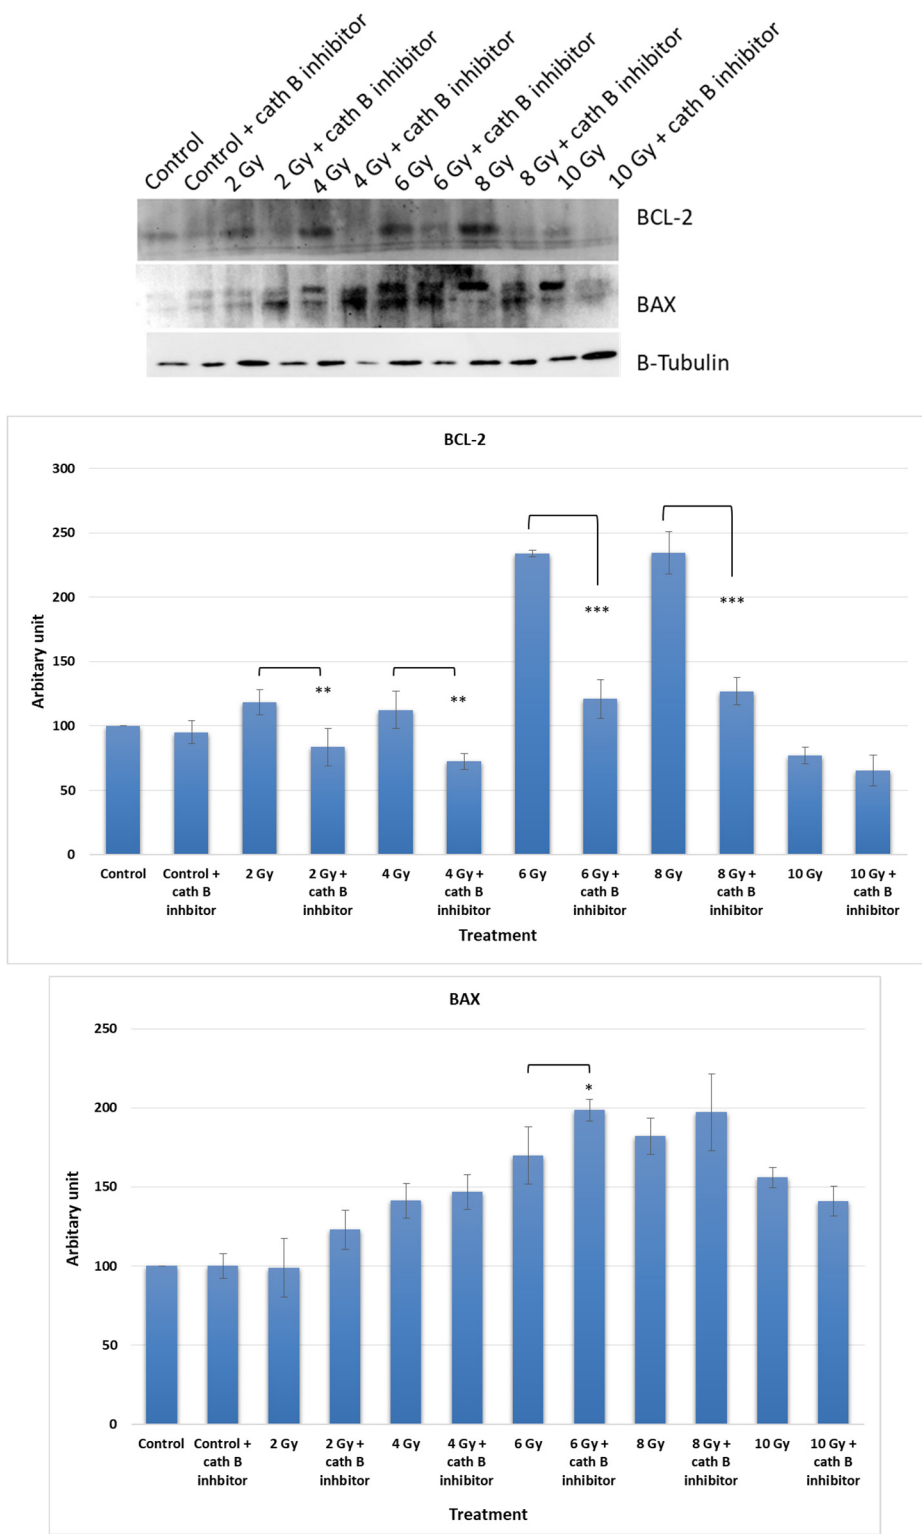 Control
Control + cath B inhibitor
2 Gy
2 Gy + cath B inhibitor
4 Gy
4 Gy + cath B inhibitor
6 Gy
6 Gy + cath B inhibitor
8 Gy
8 Gy + cath B inhibitor
10 Gy
10 Gy + cath B inhibitor
BCL-2
BAX
B-Tubulin
BCL-2
300
250
200
150
100
50
0
Arbitary unit
**
**
***
***
Control
Control +
cath B
inhbitor
2 Gy
2 Gy +
cath B
inhbitor
4 Gy
4 Gy +
cath B
inhibitor
6 Gy
6 Gy +
cath B
inhibitor
8 Gy
8 Gy +
cath B
inhibitor
10 Gy
10 Gy +
cath B
inhibitor
Treatment
BAX
250
200
150
100
50
0
Arbitary unit
*
Control
Control +
cath B
inhbitor
2 Gy
2 Gy +
cath B
inhbitor
4 Gy
4 Gy +
cath B
inhibitor
6 Gy
6 Gy +
cath B
inhibitor
8 Gy
8 Gy +
cath B
inhibitor
10 Gy
10 Gy +
cath B
inhibitor
Treatment